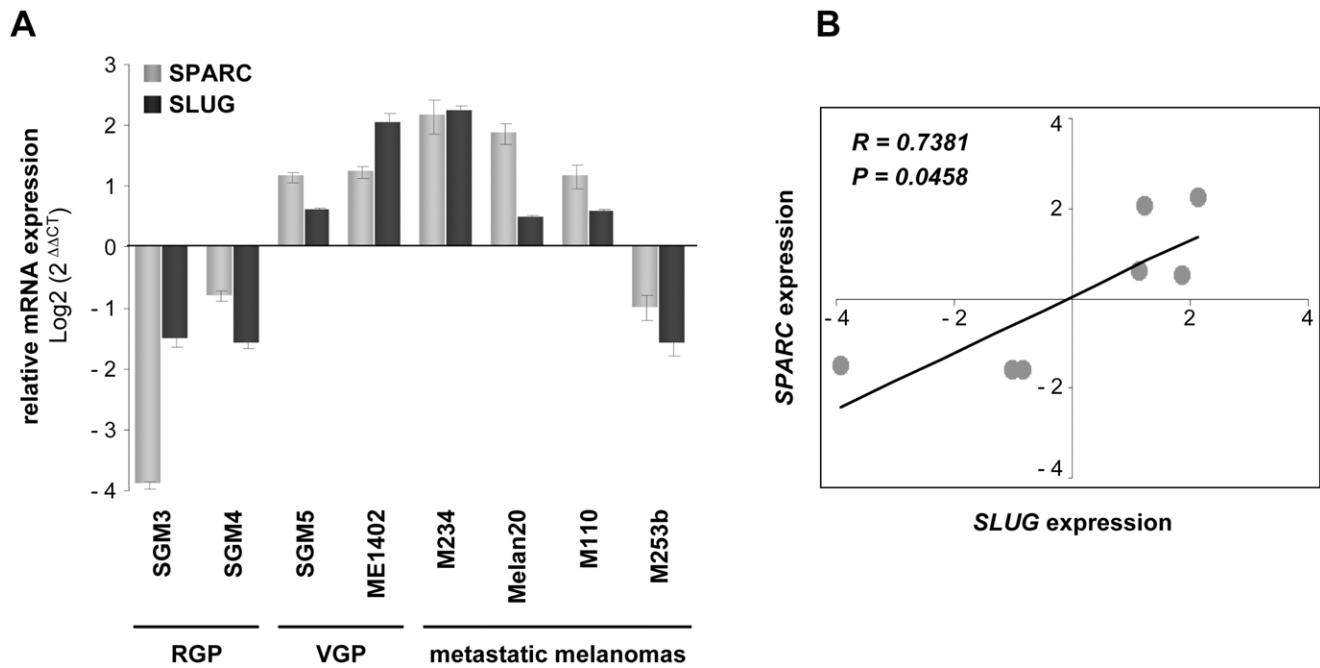 A
relative mRNA expression
Log2 (2 ΔΔCT)
3
2
1
0
- 1
- 2
- 3
- 4
SPARC
SLUG
SGM3
SGM4
SGM5
ME1402
M234
Melan20
M110
M253b
RGP
VGP
metastatic melanomas
B
R = 0.7381
P = 0.0458
SPARC expression
4
2
- 2
- 4
- 4
- 2
2
4
SLUG expression